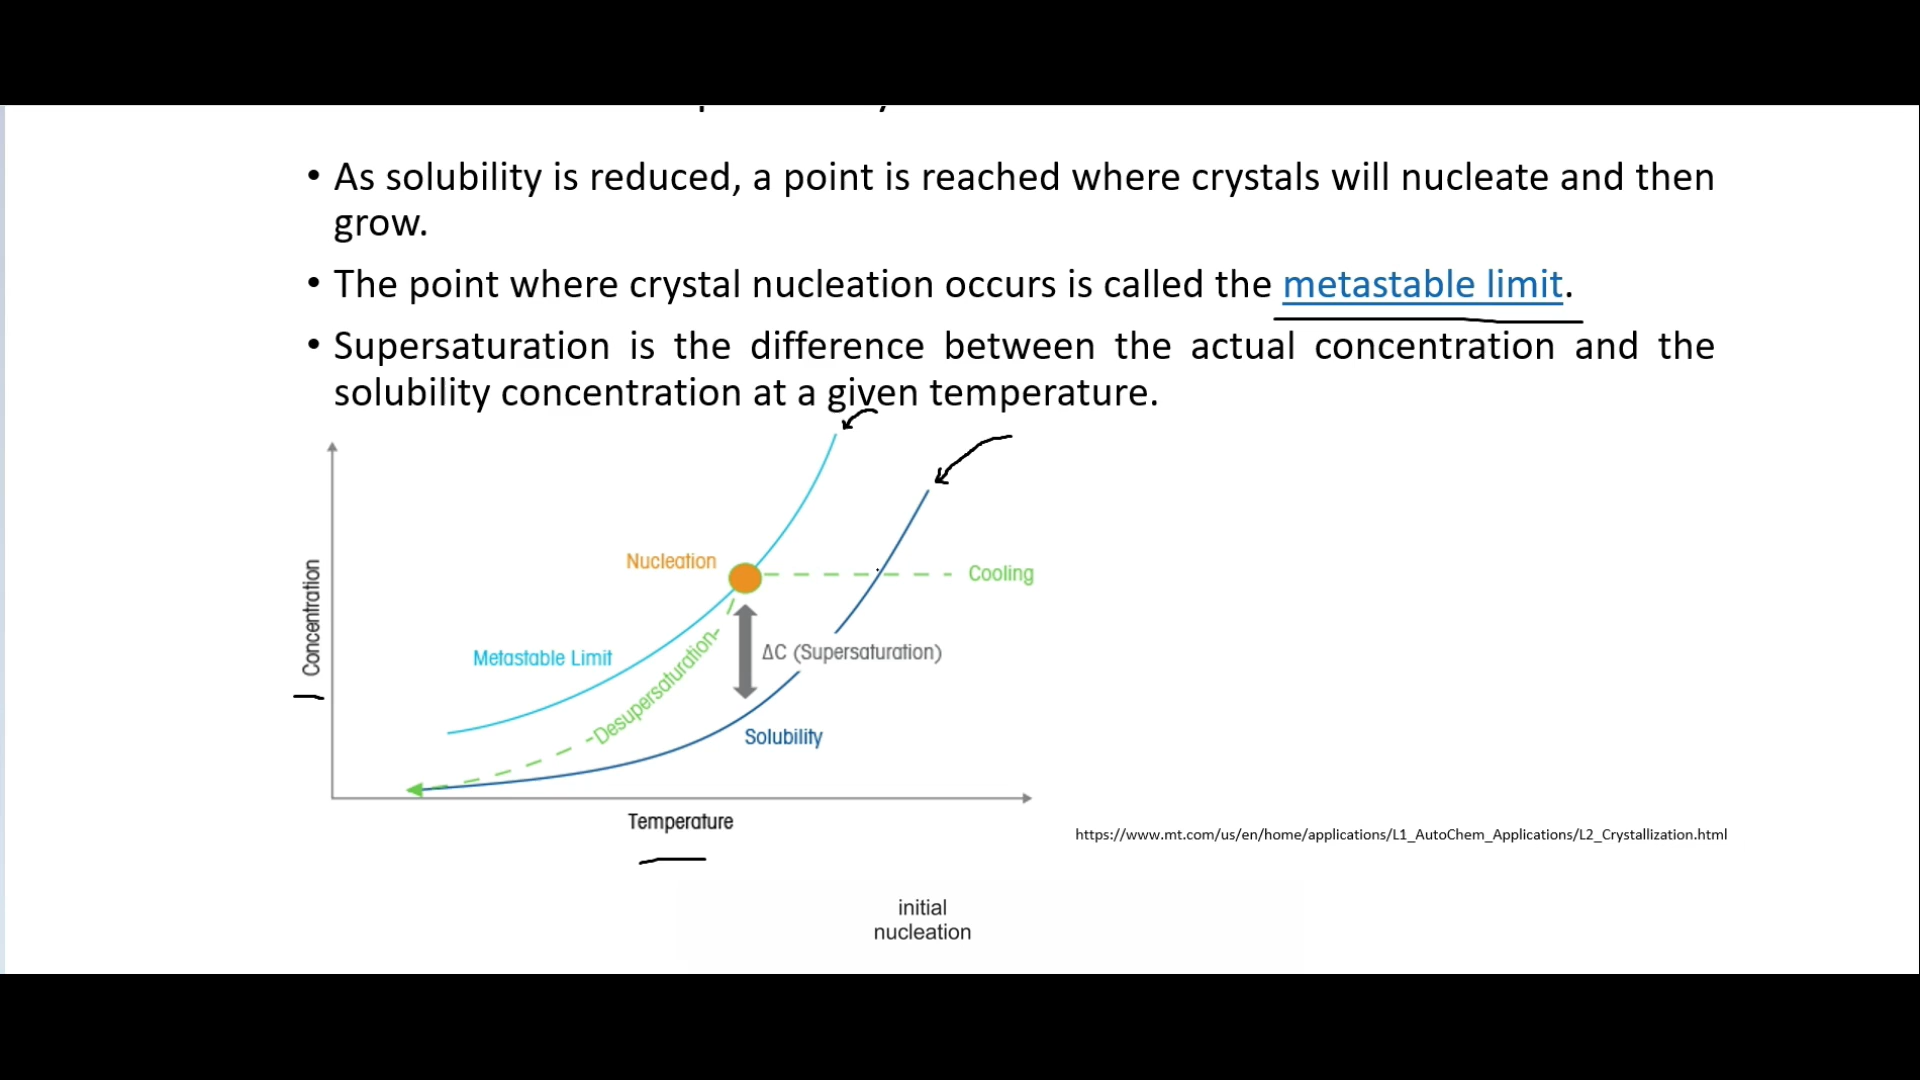 • As solubility is reduced, a point is reached where crystals will nucleate and then
grow.
• The point where crystal nucleation occurs is called the metastable limit.
• Supersaturation is the difference between the actual concentration and the
solubility concentration at a given temperature.
Nucleation
Cooling
Concentration
Metastable Limit
ΔC (Supersaturation)
Desupersaturation
Solubility
Temperature
https://www.mt.com/us/en/home/applications/L1_AutoChem_Applications/L2_Crystallization.html
initial
nucleation